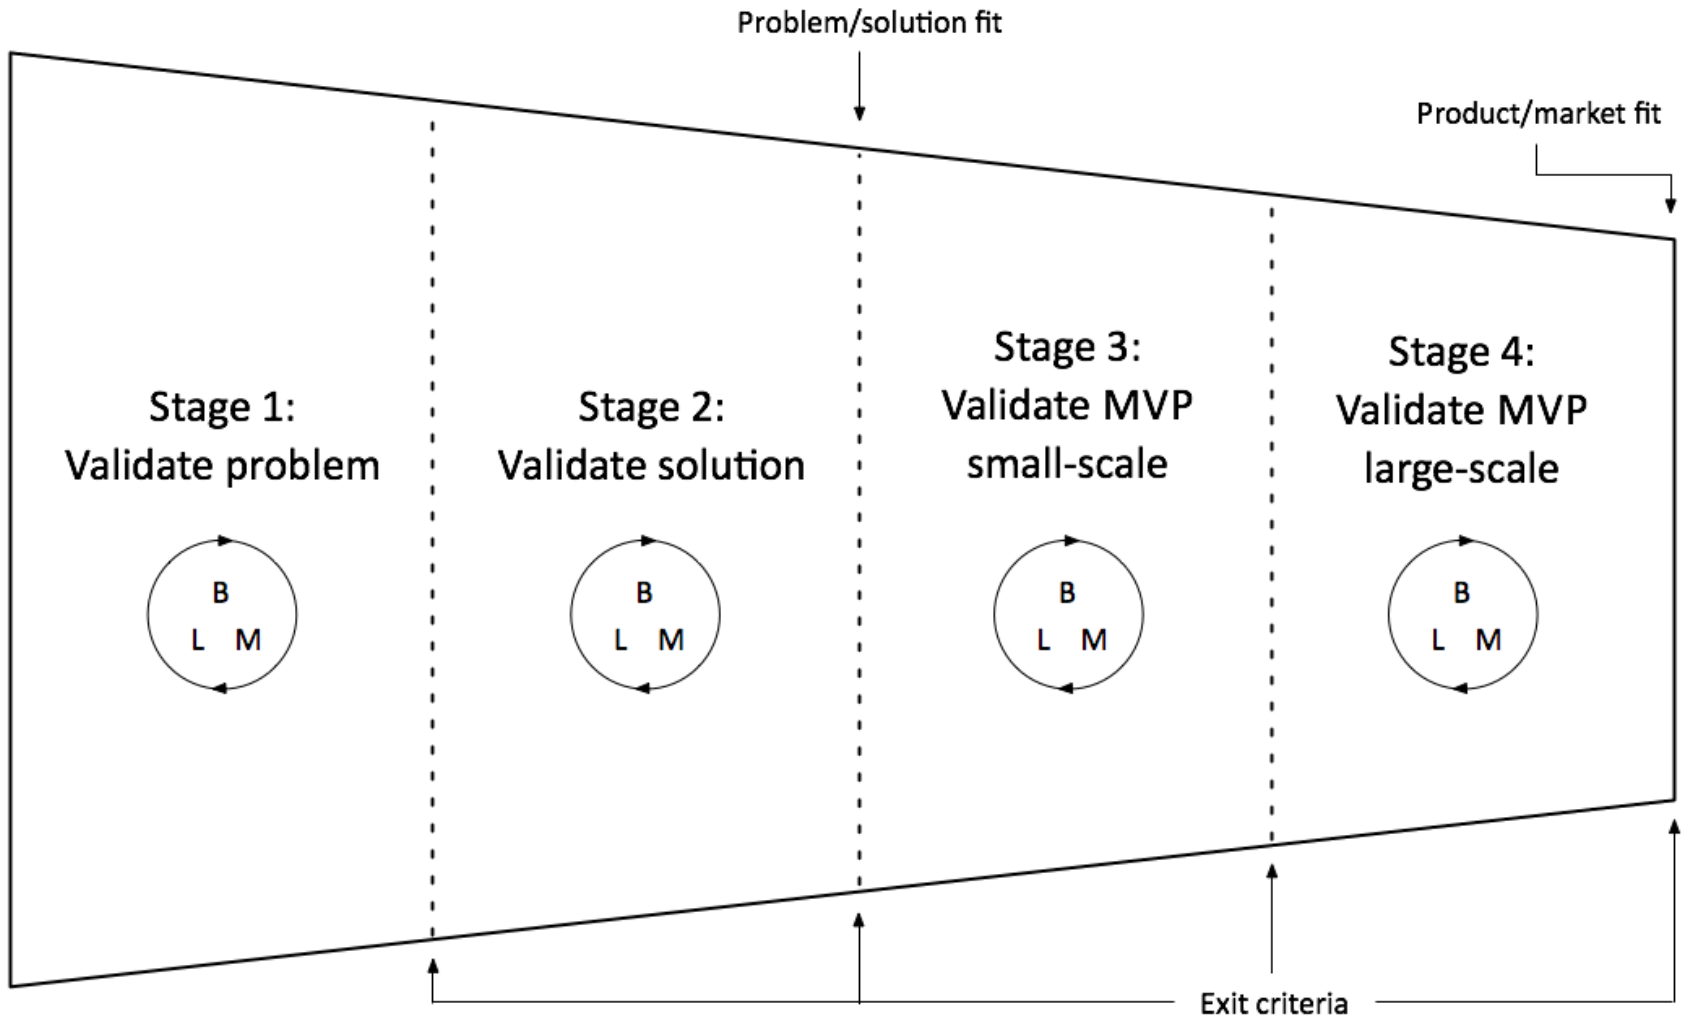 Problem/solution fit
Product/market fit
Stage 1:
Validate problem
Stage 2:
Validate solution
Stage 3:
Validate MVP
small-scale
Stage 4:
Validate MVP
large-scale
B
L M
B
L M
B
L M
B
L M
Exit criteria